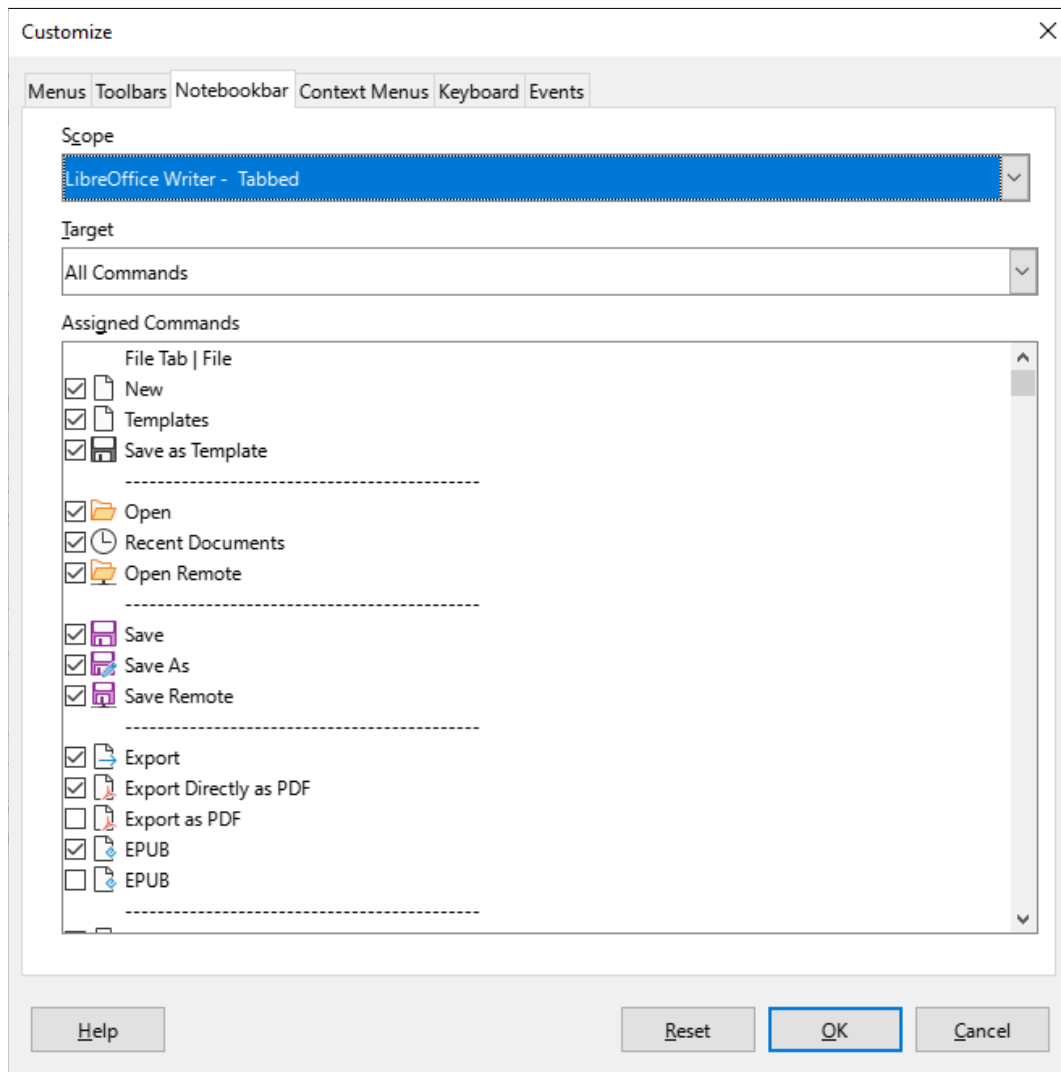 Customize
Menus Toolbars Notebookbar Context Menus Keyboard Events
Scope
LibreOffice Writer -  Tabbed
Target
All Commands
Assigned Commands
File Tab | File
New
Templates
Save as Template
--------------------------------------------
Open
Recent Documents
Open Remote
--------------------------------------------
Save
Save As
Save Remote
--------------------------------------------
Export
Export Directly as PDF
Export as PDF
EPUB
EPUB
--------------------------------------------
Help Reset OK Cancel